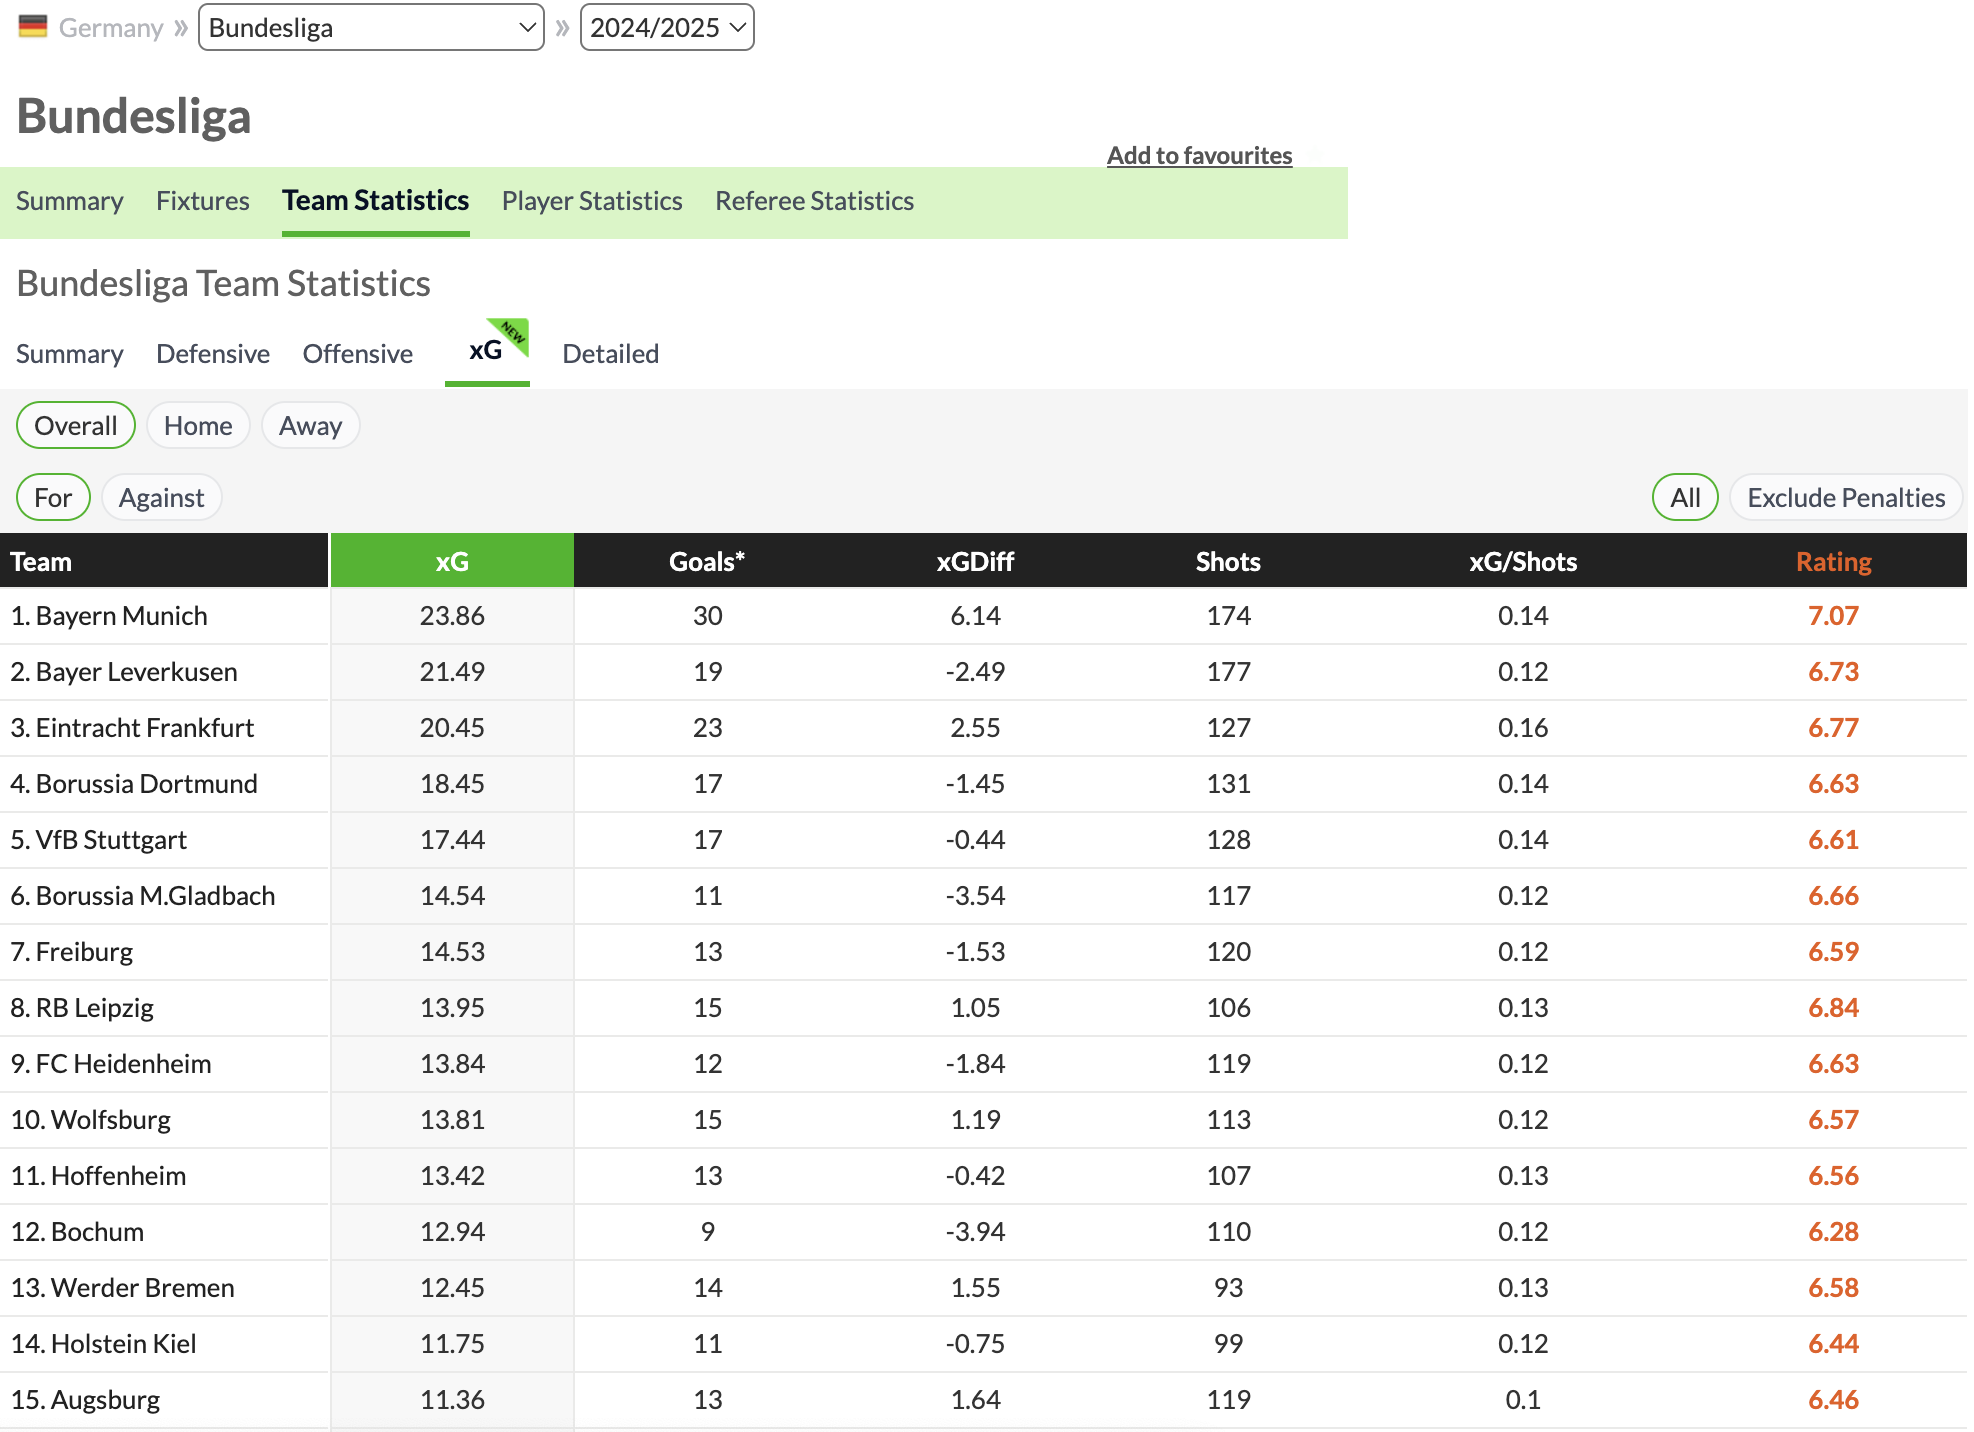 Germany » Bundesliga » 2024/2025
Bundesliga
Add to favourites
Summary Fixtures Team Statistics Player Statistics Referee Statistics
Bundesliga Team Statistics
Summary Defensive Offensive xG NEW Detailed
Overall Home Away
For Against All Exclude Penalties
Team xG Goals* xGDiff Shots xG/Shots Rating
1. Bayern Munich 23.86 30 6.14 174 0.14 7.07
2. Bayer Leverkusen 21.49 19 -2.49 177 0.12 6.73
3. Eintracht Frankfurt 20.45 23 2.55 127 0.16 6.77
4. Borussia Dortmund 18.45 17 -1.45 131 0.14 6.63
5. VfB Stuttgart 17.44 17 -0.44 128 0.14 6.61
6. Borussia M.Gladbach 14.54 11 -3.54 117 0.12 6.66
7. Freiburg 14.53 13 -1.53 120 0.12 6.59
8. RB Leipzig 13.95 15 1.05 106 0.13 6.84
9. FC Heidenheim 13.84 12 -1.84 119 0.12 6.63
10. Wolfsburg 13.81 15 1.19 113 0.12 6.57
11. Hoffenheim 13.42 13 -0.42 107 0.13 6.56
12. Bochum 12.94 9 -3.94 110 0.12 6.28
13. Werder Bremen 12.45 14 1.55 93 0.13 6.58
14. Holstein Kiel 11.75 11 -0.75 99 0.12 6.44
15. Augsburg 11.36 13 1.64 119 0.1 6.46